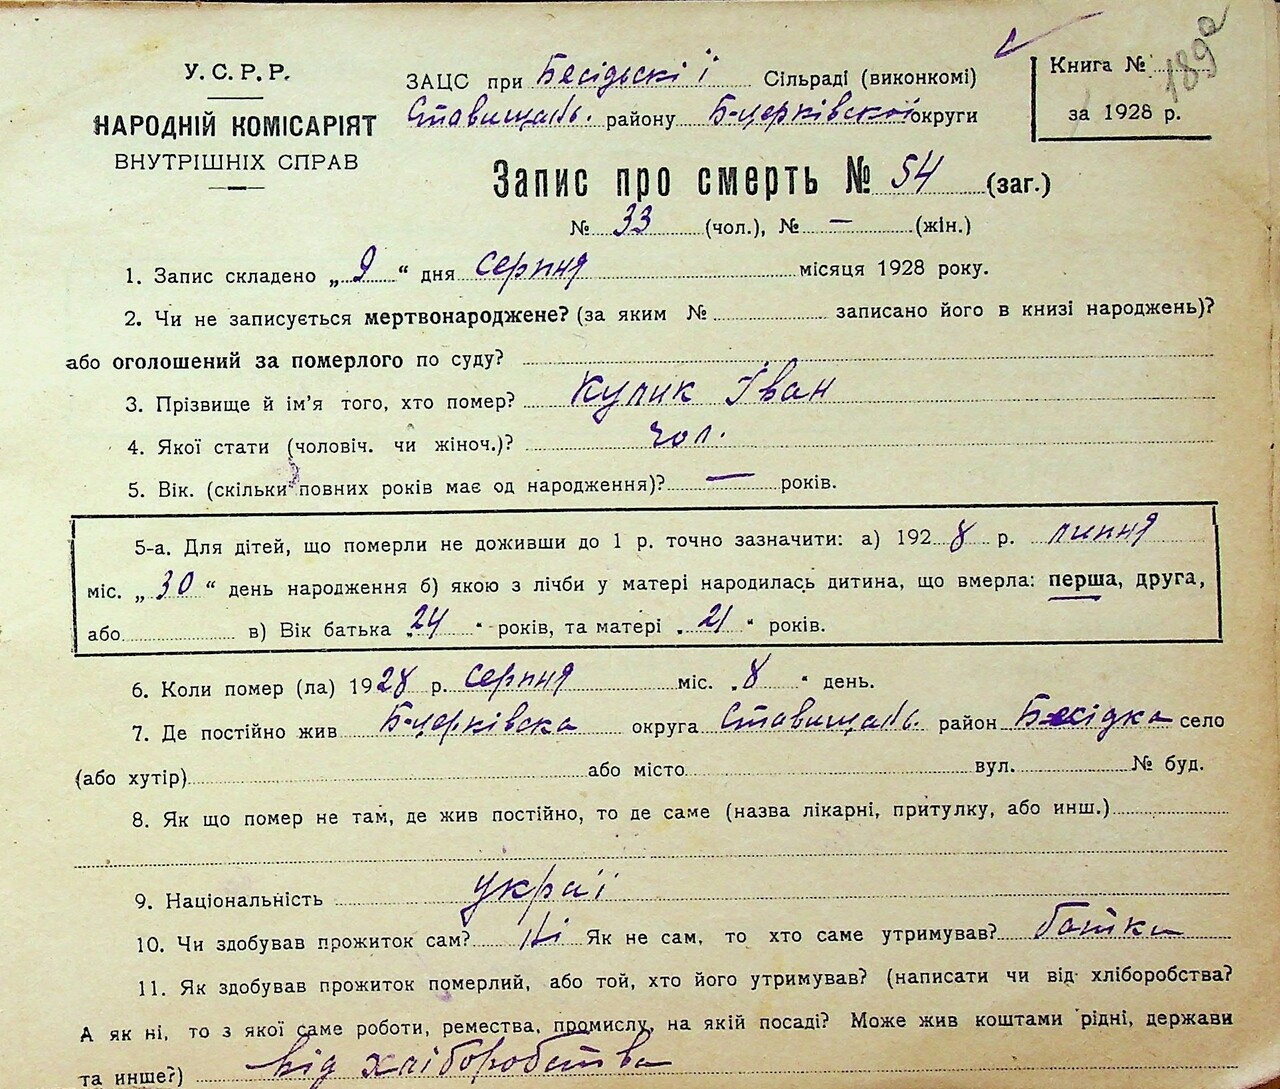 У. С. Р. Р.
НАРОДНІЙ КОМІСАРІЯТ
ВНУТРІШНІХ СПРАВ
ЗАЦС при Бесідьскі ї Сільраді (виконкомі)
Ставищань. району Б-церківської округи
Книга №
189а
за 1928 р.
Запис про смерть № 54 (заг.)
№ 33 (чол.), № — (жін.)
1. Запис складено „ 9 “ дня серпня місяця 1928 року.
2. Чи не записується мертвонароджене? (за яким № записано його в книзі народжень)?
або оголошений за померлого по суду?
3. Прізвище й ім'я того, хто помер? Кулик Іван
4. Якої стати (чоловіч. чи жіноч.)? чол.
5. Вік. (скільки повних років має од народження)? — років.
5-а. Для дітей, що померли не доживши до 1 р. точно зазначити: а) 1928 р. липня
міс. „ 30 “ день народження б) якою з лічби у матері народилась дитина, що вмерла: перша, друга,
або в) Вік батька „ 24 “ років, та матері „ 21 “ років.
6. Коли помер (ла) 1928 р. серпня міс. „ 8 “ день.
7. Де постійно жив Б-церківска округа Ставищань. район Бесідка село
(або хутір) або місто вул. № буд.
8. Як що помер не там, де жив постійно, то де саме (назва лікарні, притулку, або инш.)
9. Національність украї
10. Чи здобував прожиток сам? Ні Як не сам, то хто саме утримував? батьки
11. Як здобував прожиток померлий, або той, хто його утримував? (написати чи від хліборобства?
А як ні, то з якої саме роботи, ремества, промислу, на якій посаді? Може жив коштами рідні, держави
та инше?) від хліборобства